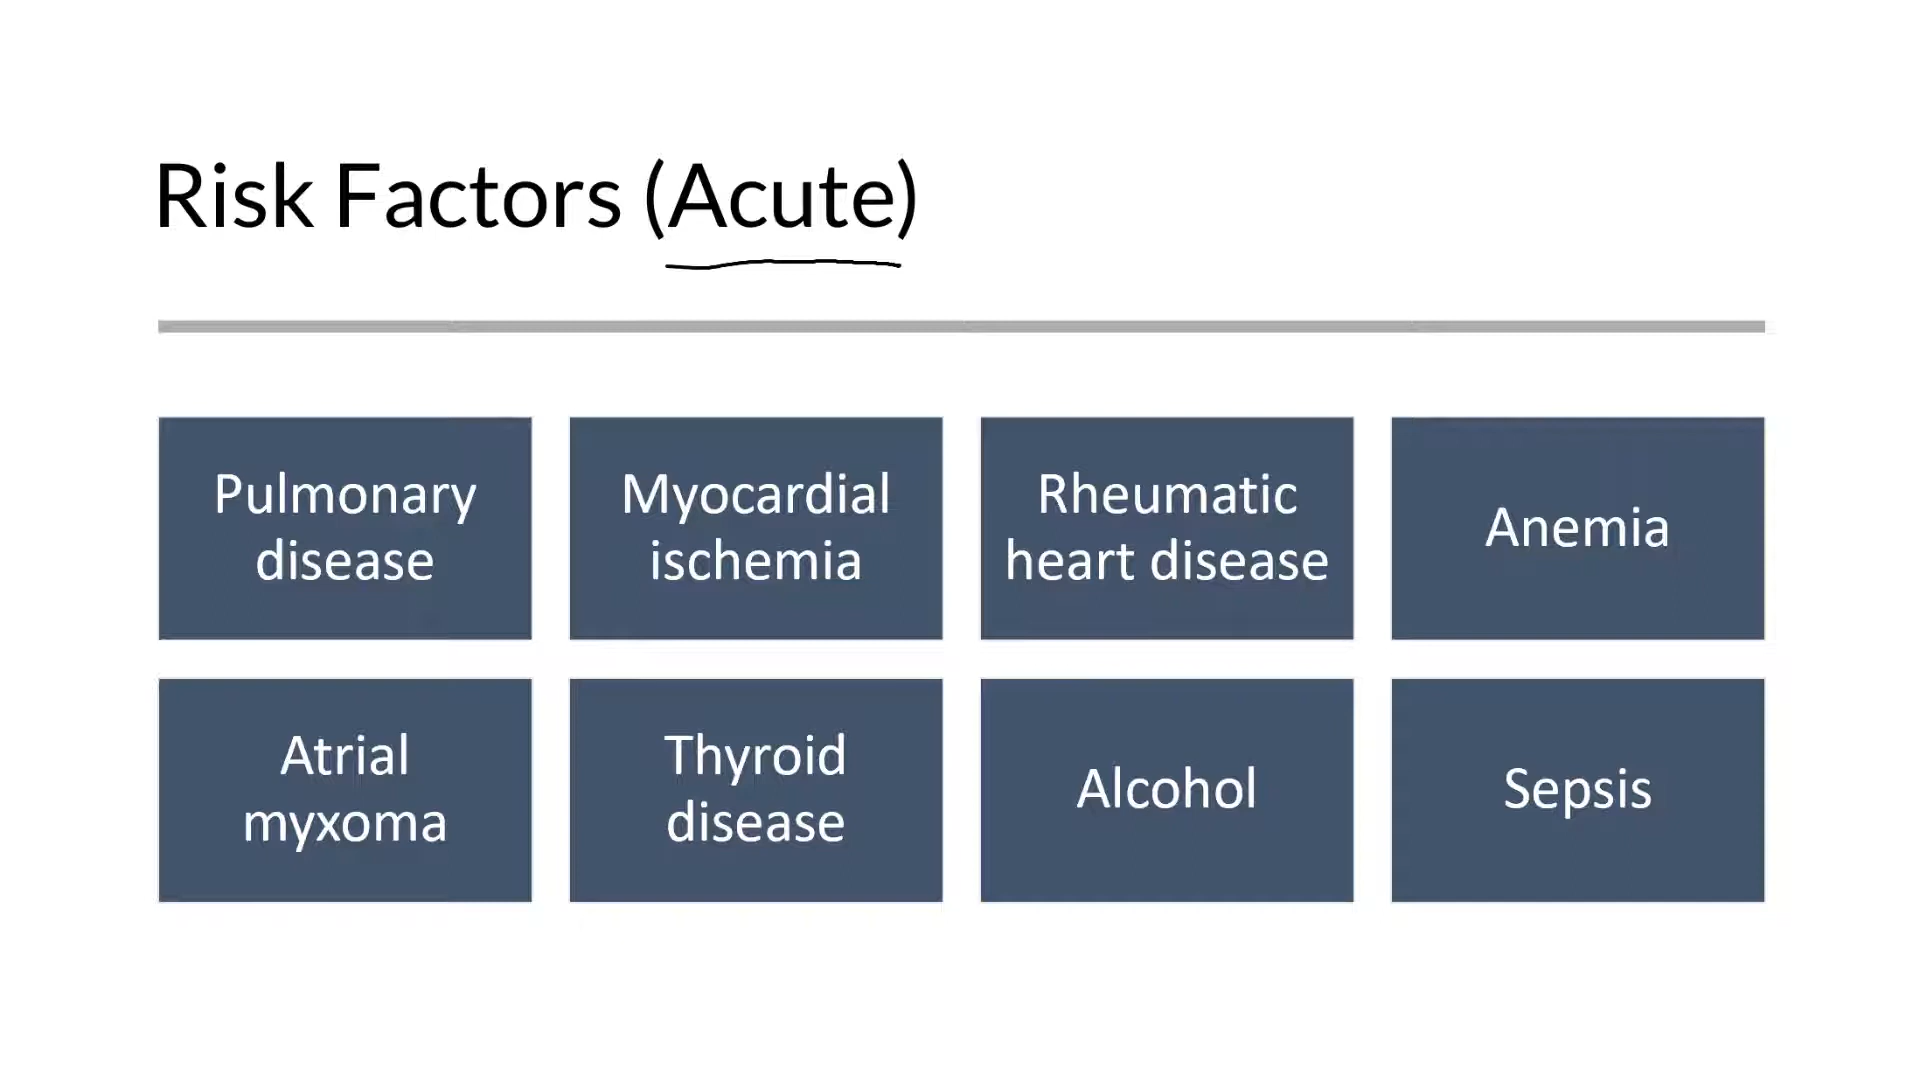 Risk Factors (Acute)
Pulmonary
disease
Myocardial
ischemia
Rheumatic
heart disease
Anemia
Atrial
myxoma
Thyroid
disease
Alcohol
Sepsis